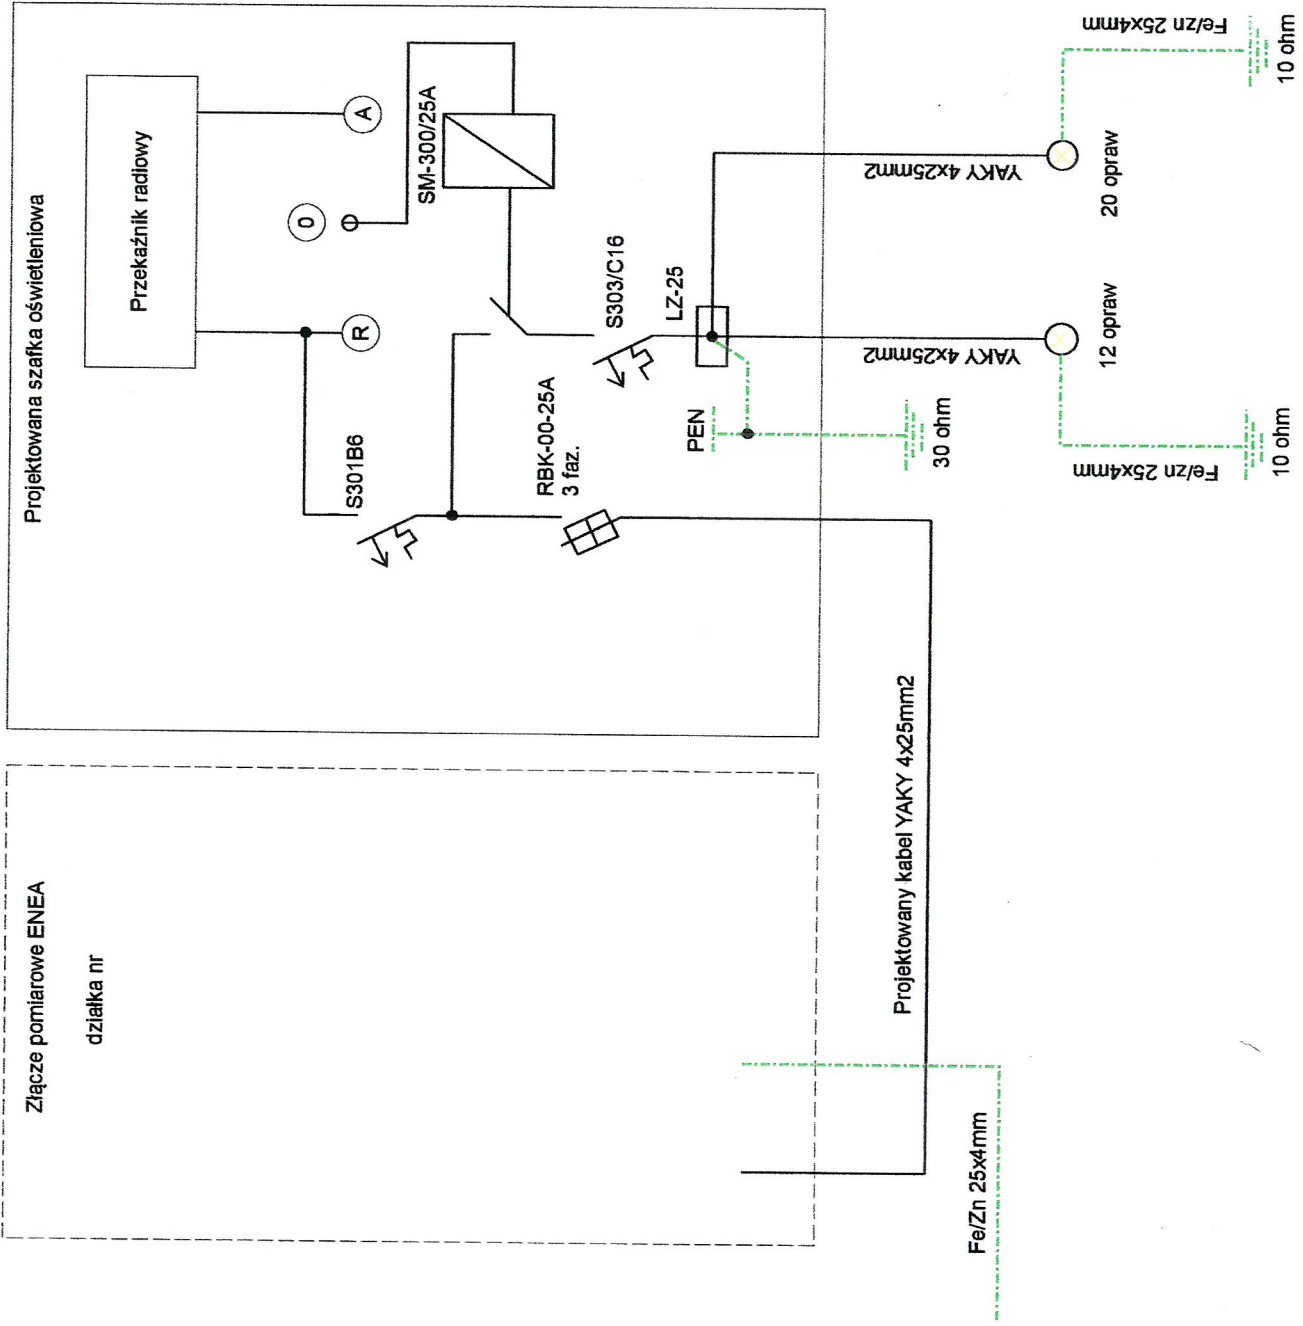 Złącze pomiarowe ENEA
działka nr
Projektowany kabel YAKY 4x25mm2
Fe/Zn 25x4mm
Projektowana szafka oświetleniowa
Przekaźnik radiowy
R
0
A
S301B6
SM-300/25A
RBK-00-25A
3 faz.
S303/C16
LZ-25
PEN
30 ohm
YAKY 4x25mm2
YAKY 4x25mm2
12 opraw
20 opraw
Fe/zn 25x4mm
10 ohm
Fe/zn 25x4mm
10 ohm